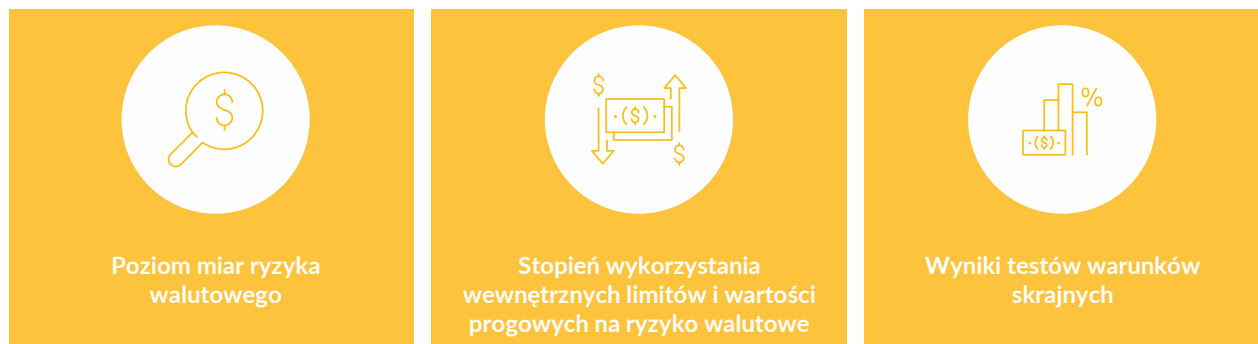 $
Poziom miar ryzyka
walutowego
$
($)
$
Stopień wykorzystania
wewnętrznych limitów i wartości
progowych na ryzyko walutowe
%
($)
Wyniki testów warunków
skrajnych